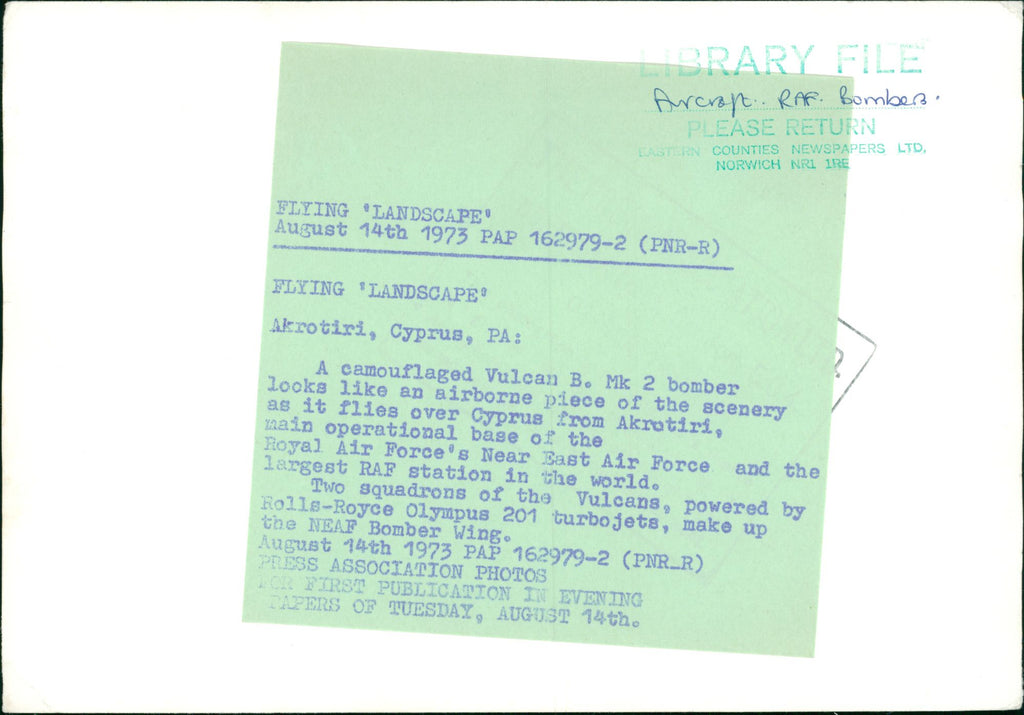 LIBRARY FILE
Aircraft. RAF. Bombers.
PLEASE RETURN
EASTERN COUNTIES NEWSPAPERS LTD.
NORWICH NR1 1RE
FLYING 'LANDSCAPE'
August 14th 1973 PAP 162979-2 (PNR-R)
FLYING 'LANDSCAPE'
Akrotiri, Cyprus, PA:
A camouflaged Vulcan B. Mk 2 bomber
looks like an airborne piece of the scenery
as it flies over Cyprus from Akrotiri,
main operational base of the
Royal Air Force's Near East Air Force and the
largest RAF station in the world.
Two squadrons of the Vulcans, powered by
Rolls-Royce Olympus 201 turbojets, make up
the NEAF Bomber Wing.
August 14th 1973 PAP 162979-2 (PNR_R)
PRESS ASSOCIATION PHOTOS
FOR FIRST PUBLICATION IN EVENING
PAPERS OF TUESDAY, AUGUST 14th.